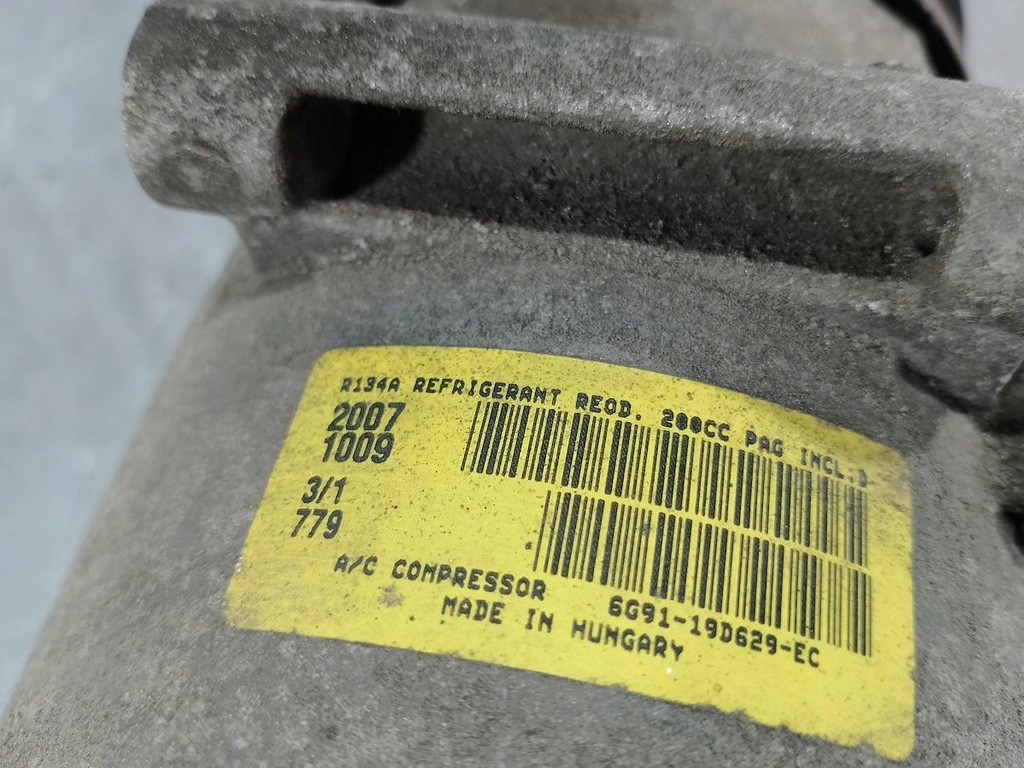 R134A REFRIGERANT REQD. 200CC PAG INCL.D-
2007
1009
3/1
779
A/C COMPRESSOR 6G91-19D629-EC
MADE IN HUNGARY